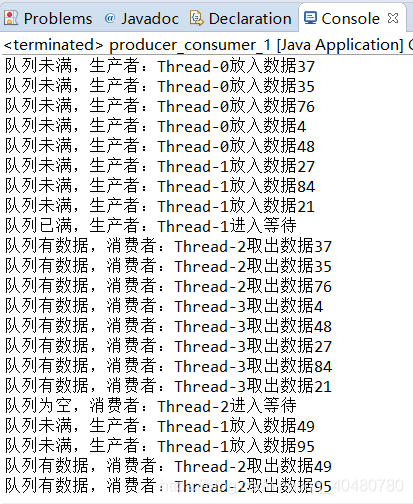 Problems @ Javadoc Declaration Console
<terminated> producer_consumer_1 [Java Application] C
队列未满，生产者：Thread-0放入数据37
队列未满，生产者：Thread-0放入数据35
队列未满，生产者：Thread-0放入数据76
队列未满，生产者：Thread-0放入数据4
队列未满，生产者：Thread-0放入数据48
队列未满，生产者：Thread-1放入数据27
队列未满，生产者：Thread-1放入数据84
队列未满，生产者：Thread-1放入数据21
队列已满，生产者：Thread-1进入等待
队列有数据，消费者：Thread-2取出数据37
队列有数据，消费者：Thread-2取出数据35
队列有数据，消费者：Thread-2取出数据76
队列有数据，消费者：Thread-3取出数据4
队列有数据，消费者：Thread-3取出数据48
队列有数据，消费者：Thread-3取出数据27
队列有数据，消费者：Thread-3取出数据84
队列有数据，消费者：Thread-3取出数据21
队列为空，消费者：Thread-2进入等待
队列未满，生产者：Thread-1放入数据49
队列未满，生产者：Thread-1放入数据95
队列有数据，消费者：Thread-2取出数据49
队列有数据，消费者：Thread-2取出数据95